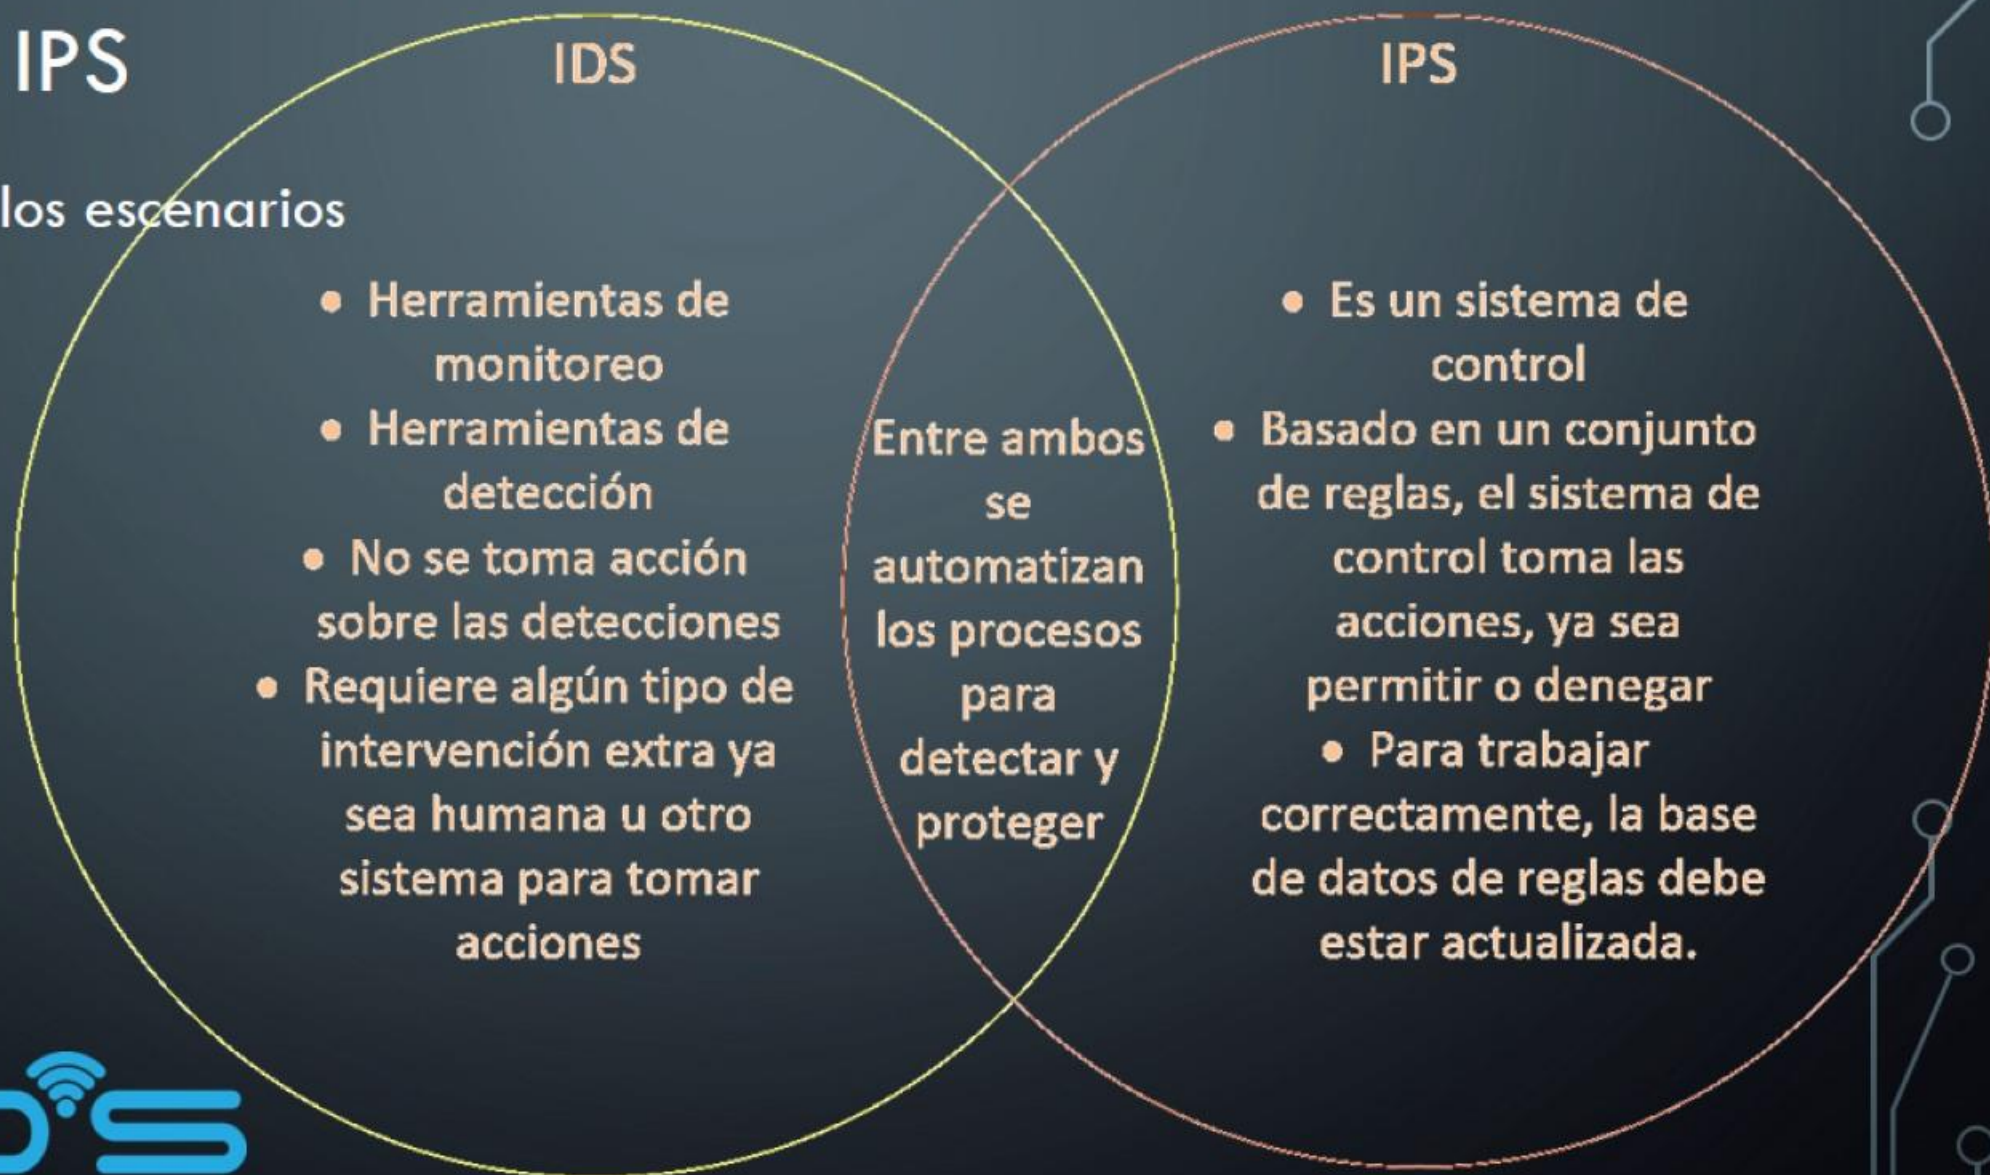 IPS
los escenarios
IDS
• Herramientas de
monitoreo
• Herramientas de
detección
• No se toma acción
sobre las detecciones
• Requiere algún tipo de
intervención extra ya
sea humana u otro
sistema para tomar
acciones
Entre ambos
se
automatizan
los procesos
para
detectar y
proteger
IPS
• Es un sistema de
control
• Basado en un conjunto
de reglas, el sistema de
control toma las
acciones, ya sea
permitir o denegar
• Para trabajar
correctamente, la base
de datos de reglas debe
estar actualizada.